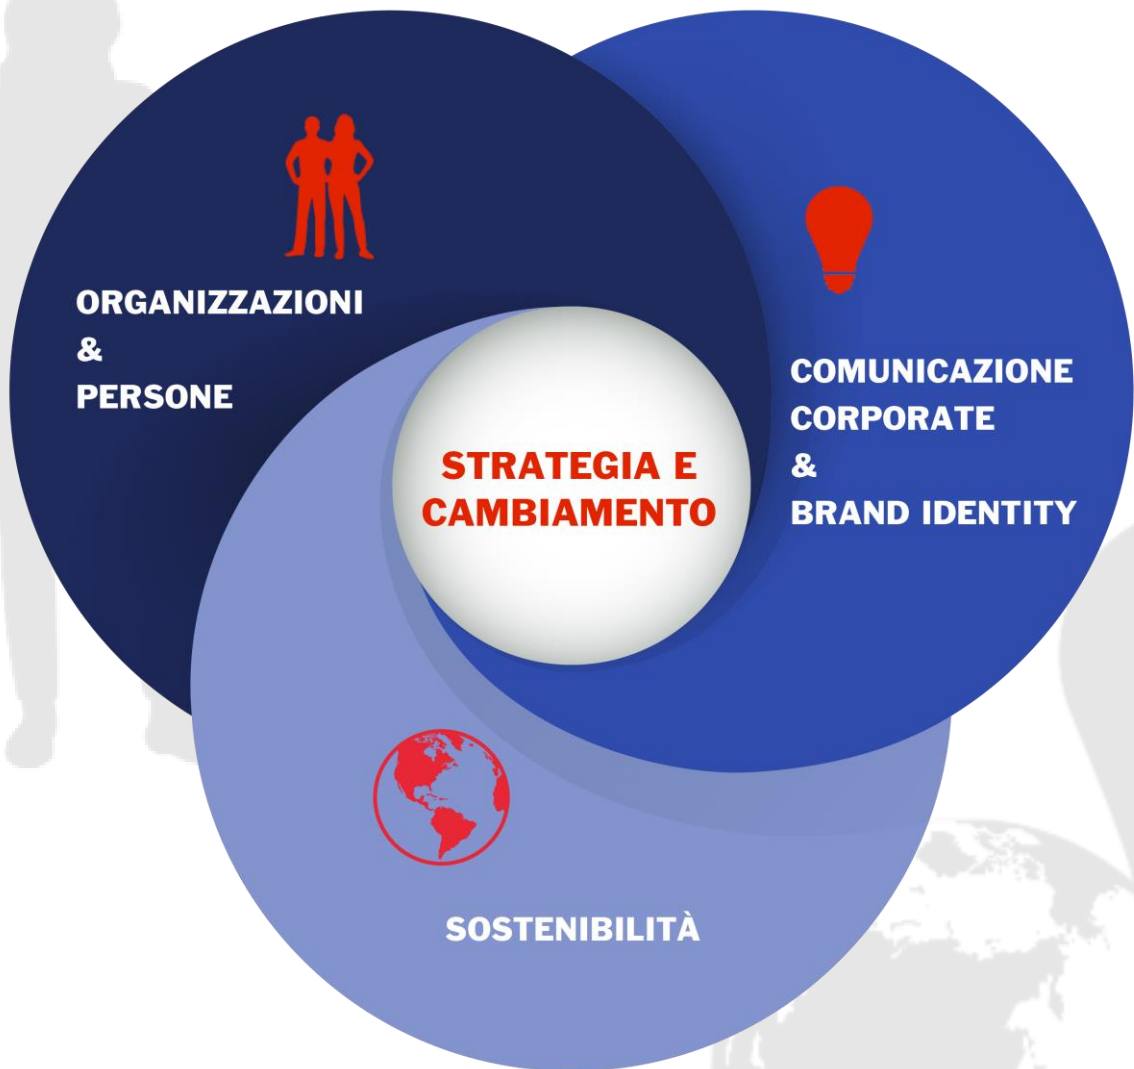 ORGANIZZAZIONI
&
PERSONE
COMUNICAZIONE
CORPORATE
&
BRAND IDENTITY
STRATEGIA E
CAMBIAMENTO
SOSTENIBILITÀ